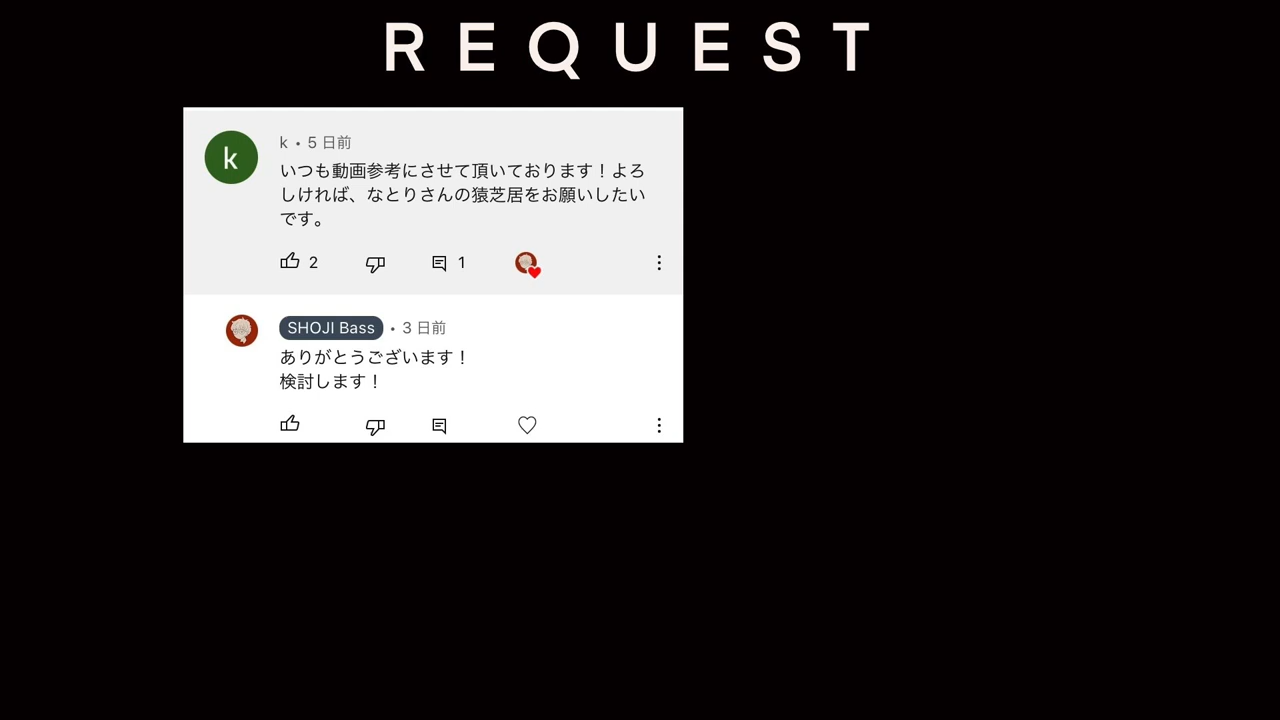 REQUEST
k • 5 日前
いつも動画参考にさせて頂いております！よろ
しければ、なとりさんの猿芝居をお願いしたい
です。
2 1
SHOJI Bass • 3 日前
ありがとうございます！
検討します！